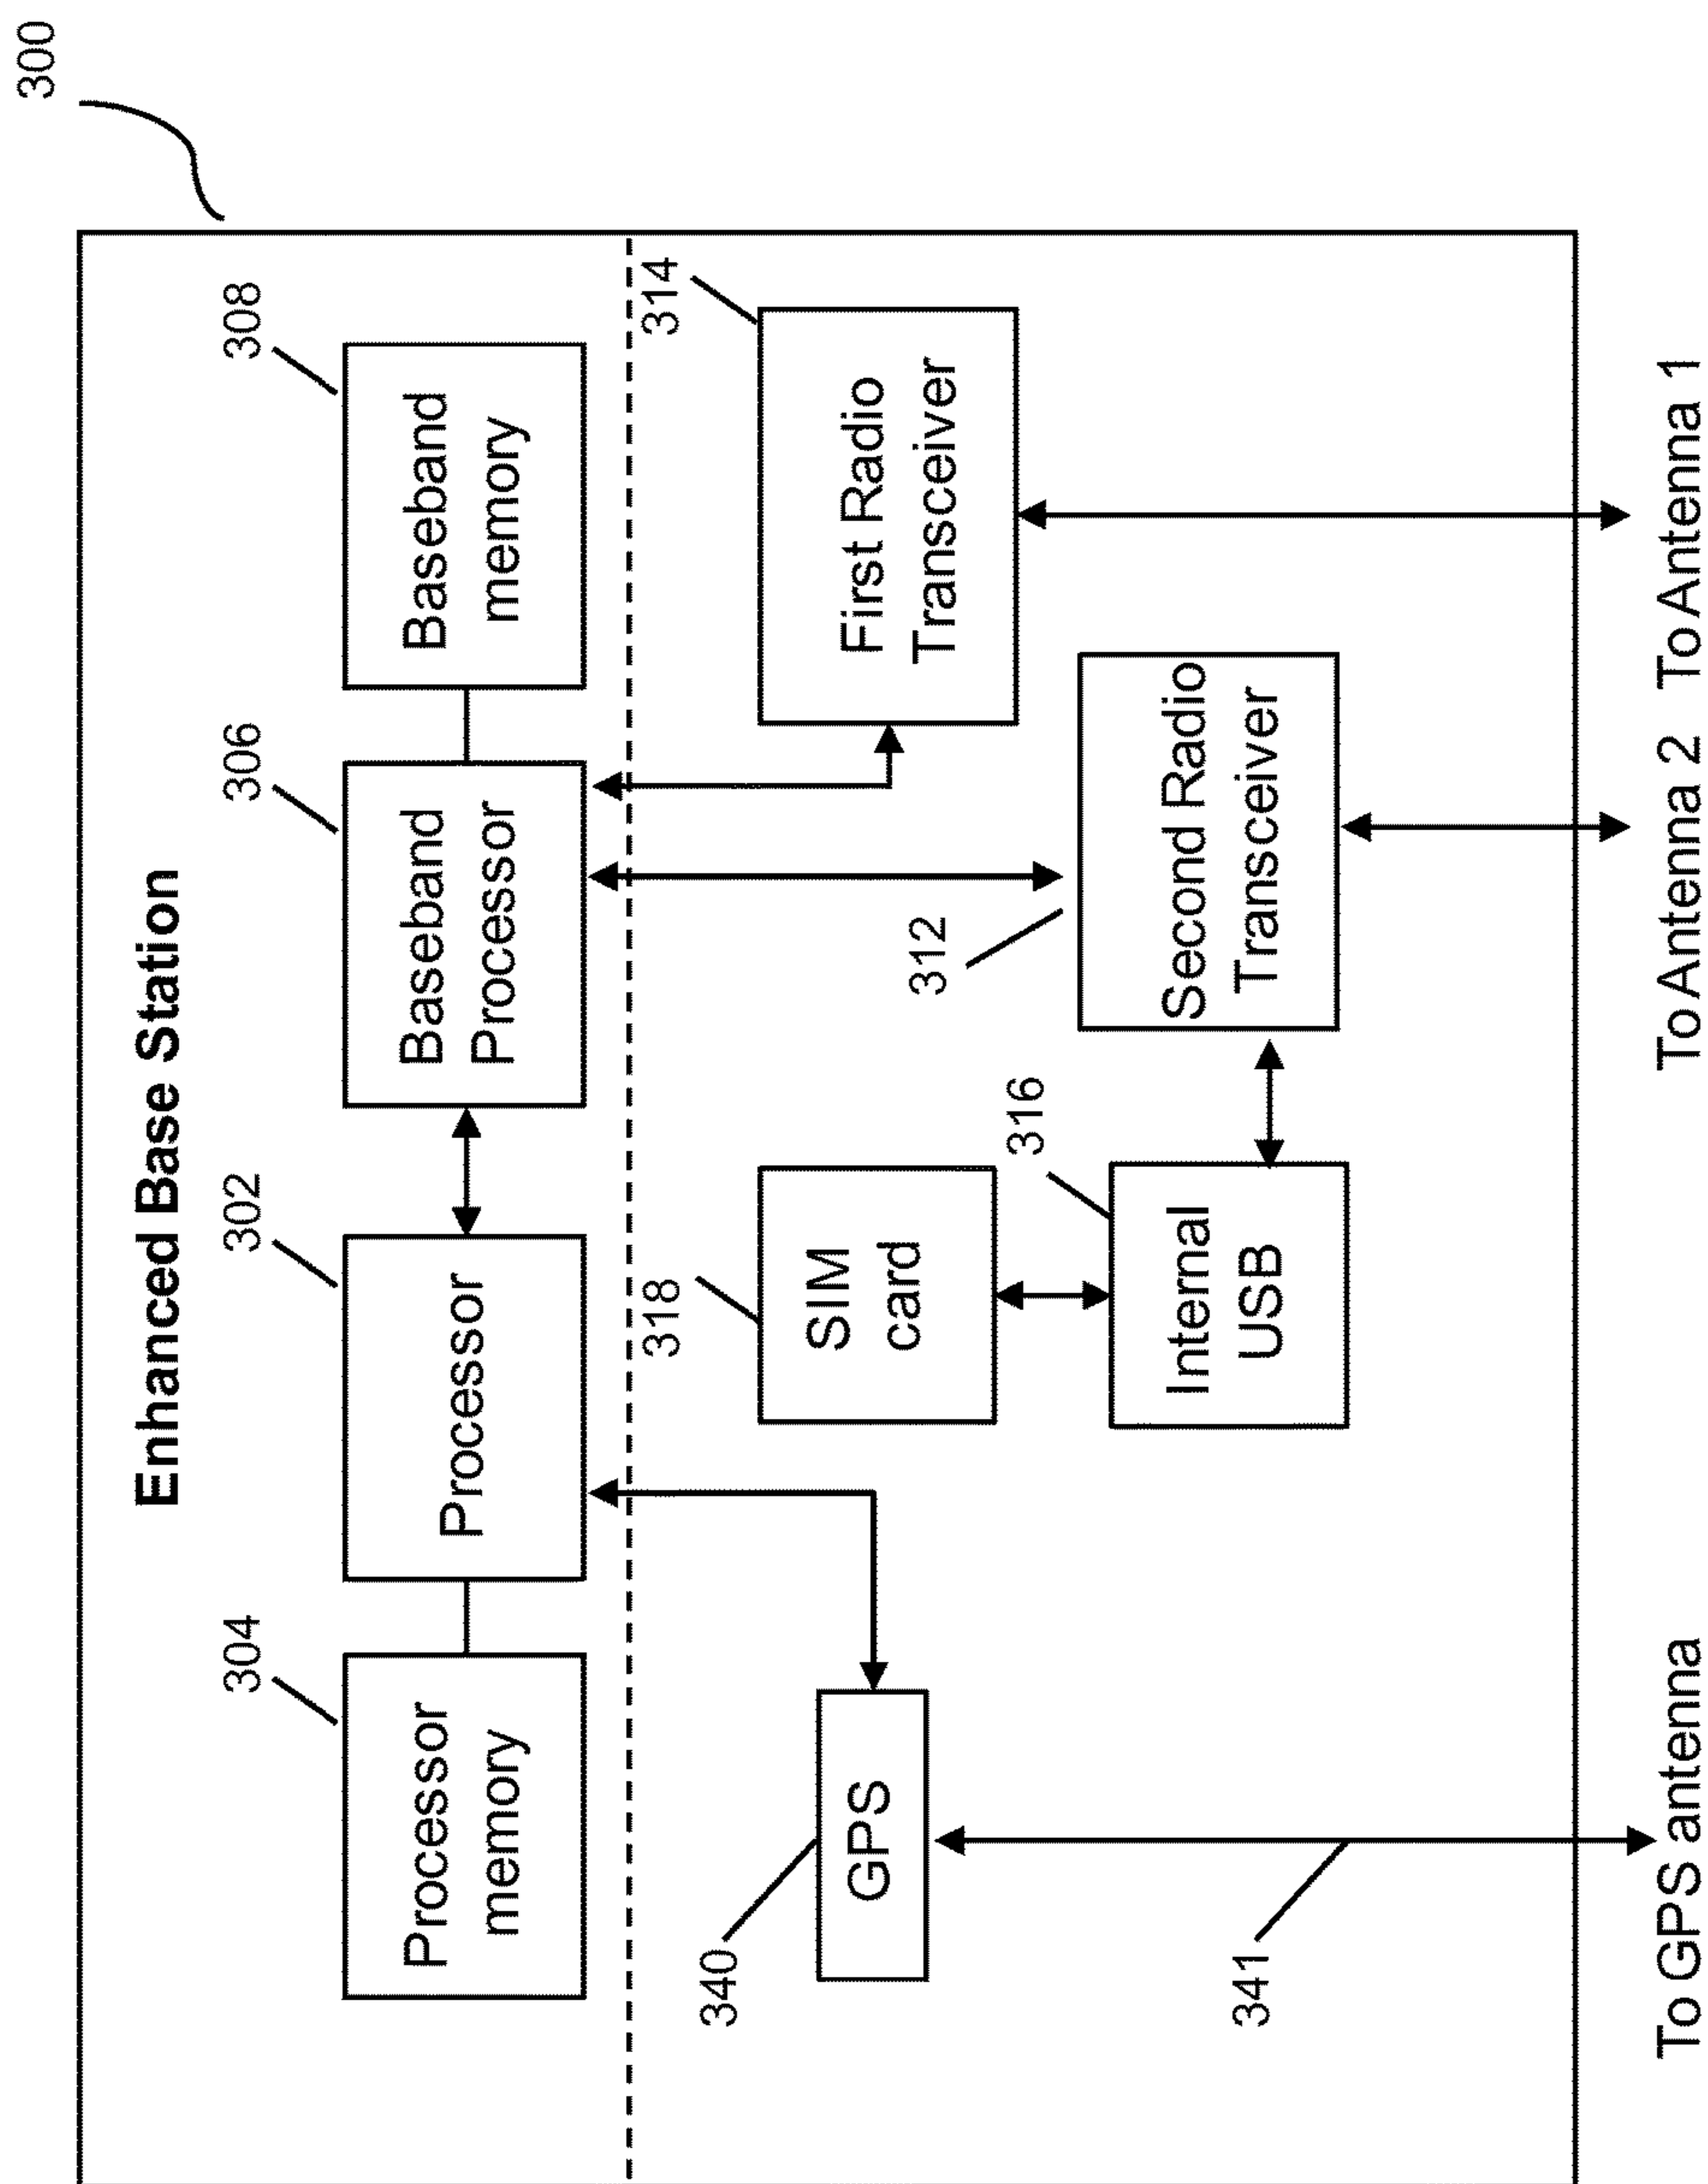 300
Enhanced Base Station
304
302
306
308
Processor
memory
Processor
Baseband
Processor
Baseband
memory
340
318
314
GPS
SIM
card
First Radio
Transceiver
312
316
Internal
USB
Second Radio
Transceiver
341
To GPS antenna
To Antenna 2
To Antenna 1